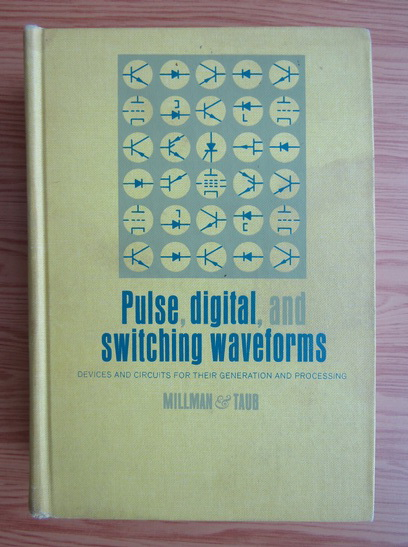 Pulse, digital, and
switching waveforms
DEVICES AND CIRCUITS FOR THEIR GENERATION AND PROCESSING
MILLMAN & TAUB